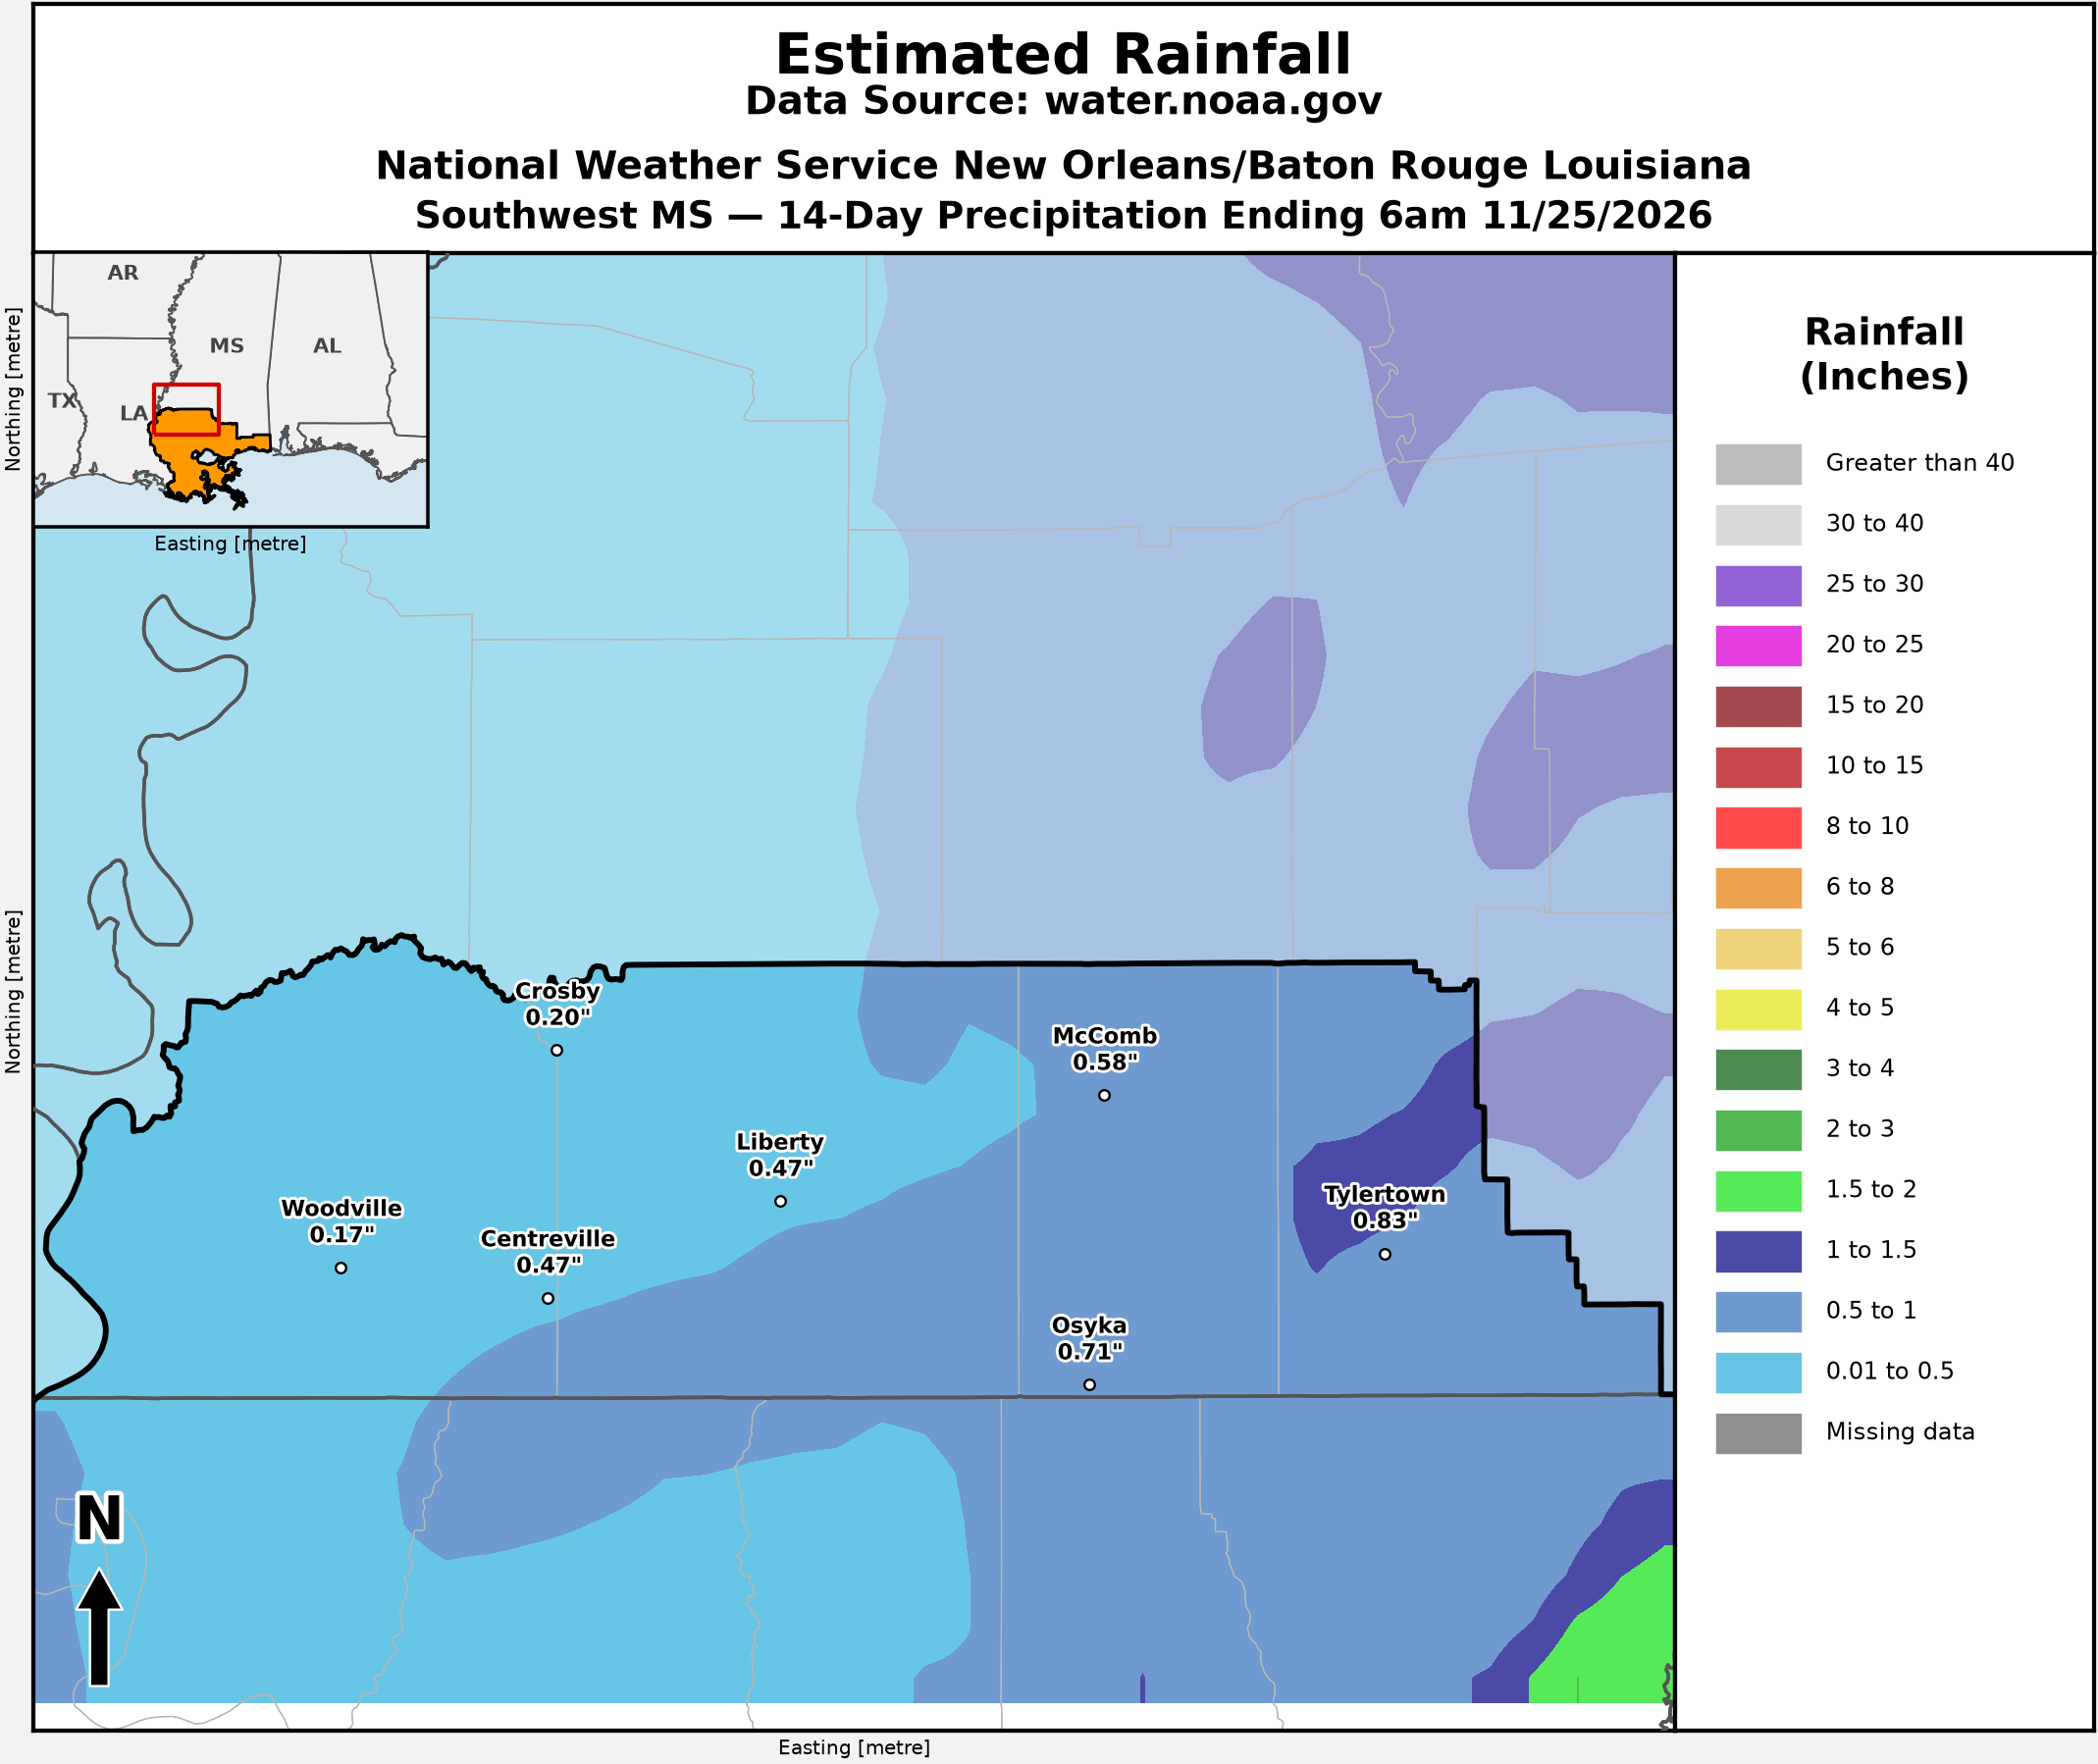 Estimated Rainfall
Data Source: water.noaa.gov
National Weather Service New Orleans/Baton Rouge Louisiana
Southwest MS — 14-Day Precipitation Ending 6am 11/25/2026
Northing [metre]
AR
MS
AL
TX
LA
Easting [metre]
Northing [metre]
Crosby
0.20"
McComb
0.58"
Liberty
0.47"
Woodville
0.17"
Centreville
0.47"
Tylertown
0.83"
Osyka
0.71"
N
Easting [metre]
Rainfall
(Inches)
Greater than 40
30 to 40
25 to 30
20 to 25
15 to 20
10 to 15
8 to 10
6 to 8
5 to 6
4 to 5
3 to 4
2 to 3
1.5 to 2
1 to 1.5
0.5 to 1
0.01 to 0.5
Missing data